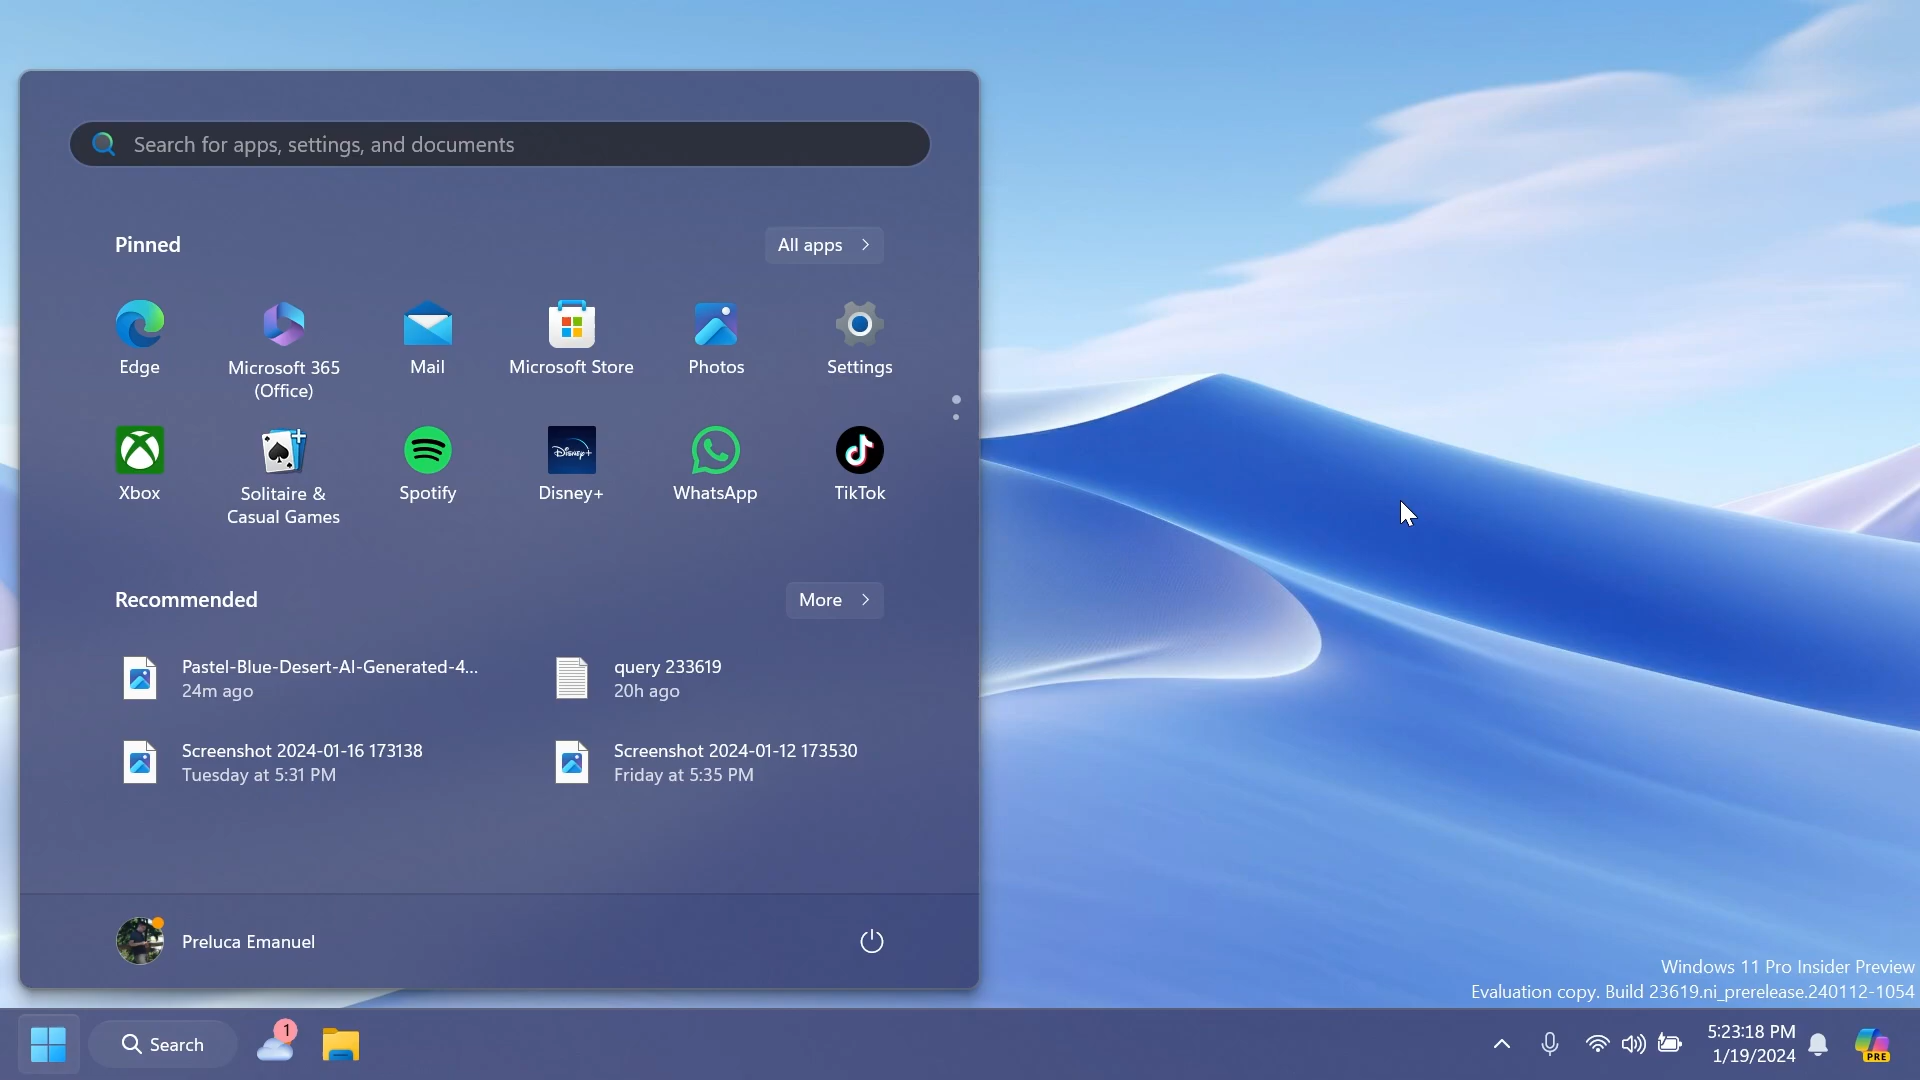 Search for apps, settings, and documents
Pinned
All apps
Edge
Microsoft 365
(Office)
Mail
Microsoft Store
Photos
Settings
Xbox
Solitaire &
Casual Games
Spotify
Disney+
Disney+
WhatsApp
TikTok
Recommended
More
Pastel-Blue-Desert-AI-Generated-4...
24m ago
query 233619
20h ago
Screenshot 2024-01-16 173138
Tuesday at 5:31 PM
Screenshot 2024-01-12 173530
Friday at 5:35 PM
Preluca Emanuel
Windows 11 Pro Insider Preview
Evaluation copy. Build 23619.ni_prerelease.240112-1054
Search
1
5:23:18 PM
1/19/2024
PRE